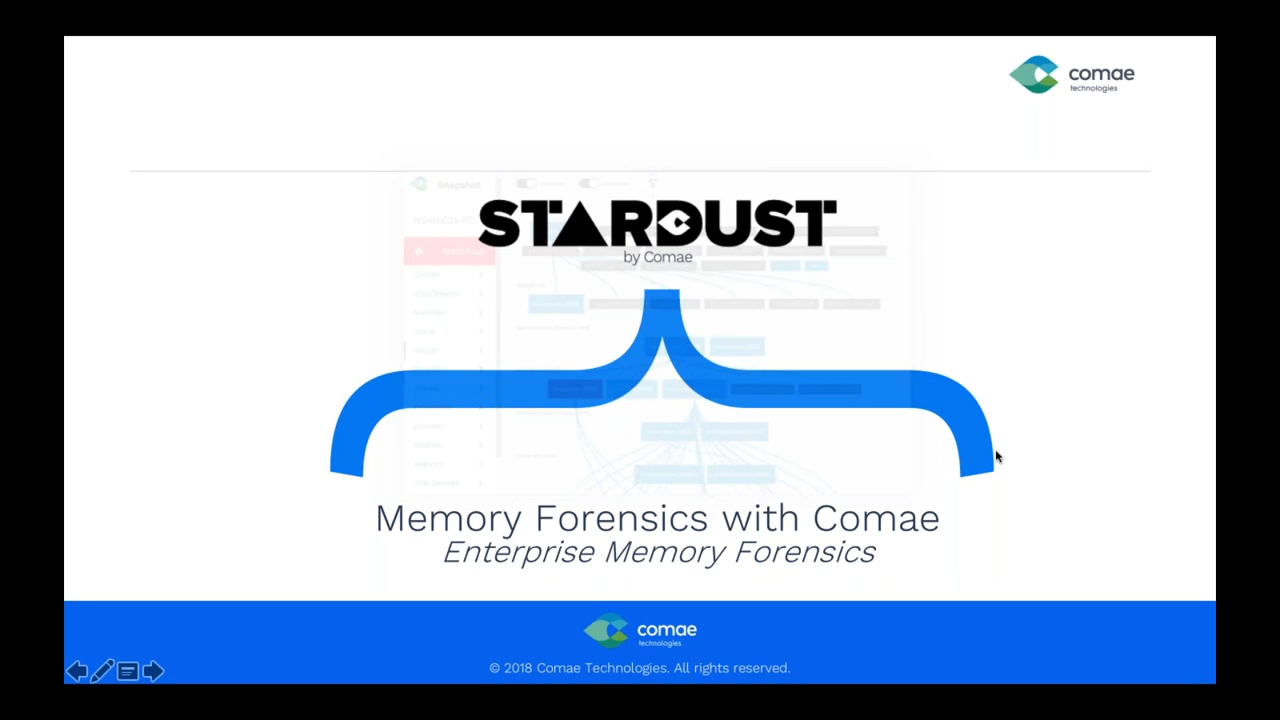 comae
technologies
Snapshot
STARDUST
by Comae
Memory Forensics with Comae
Enterprise Memory Forensics
comae
technologies
© 2018 Comae Technologies. All rights reserved.